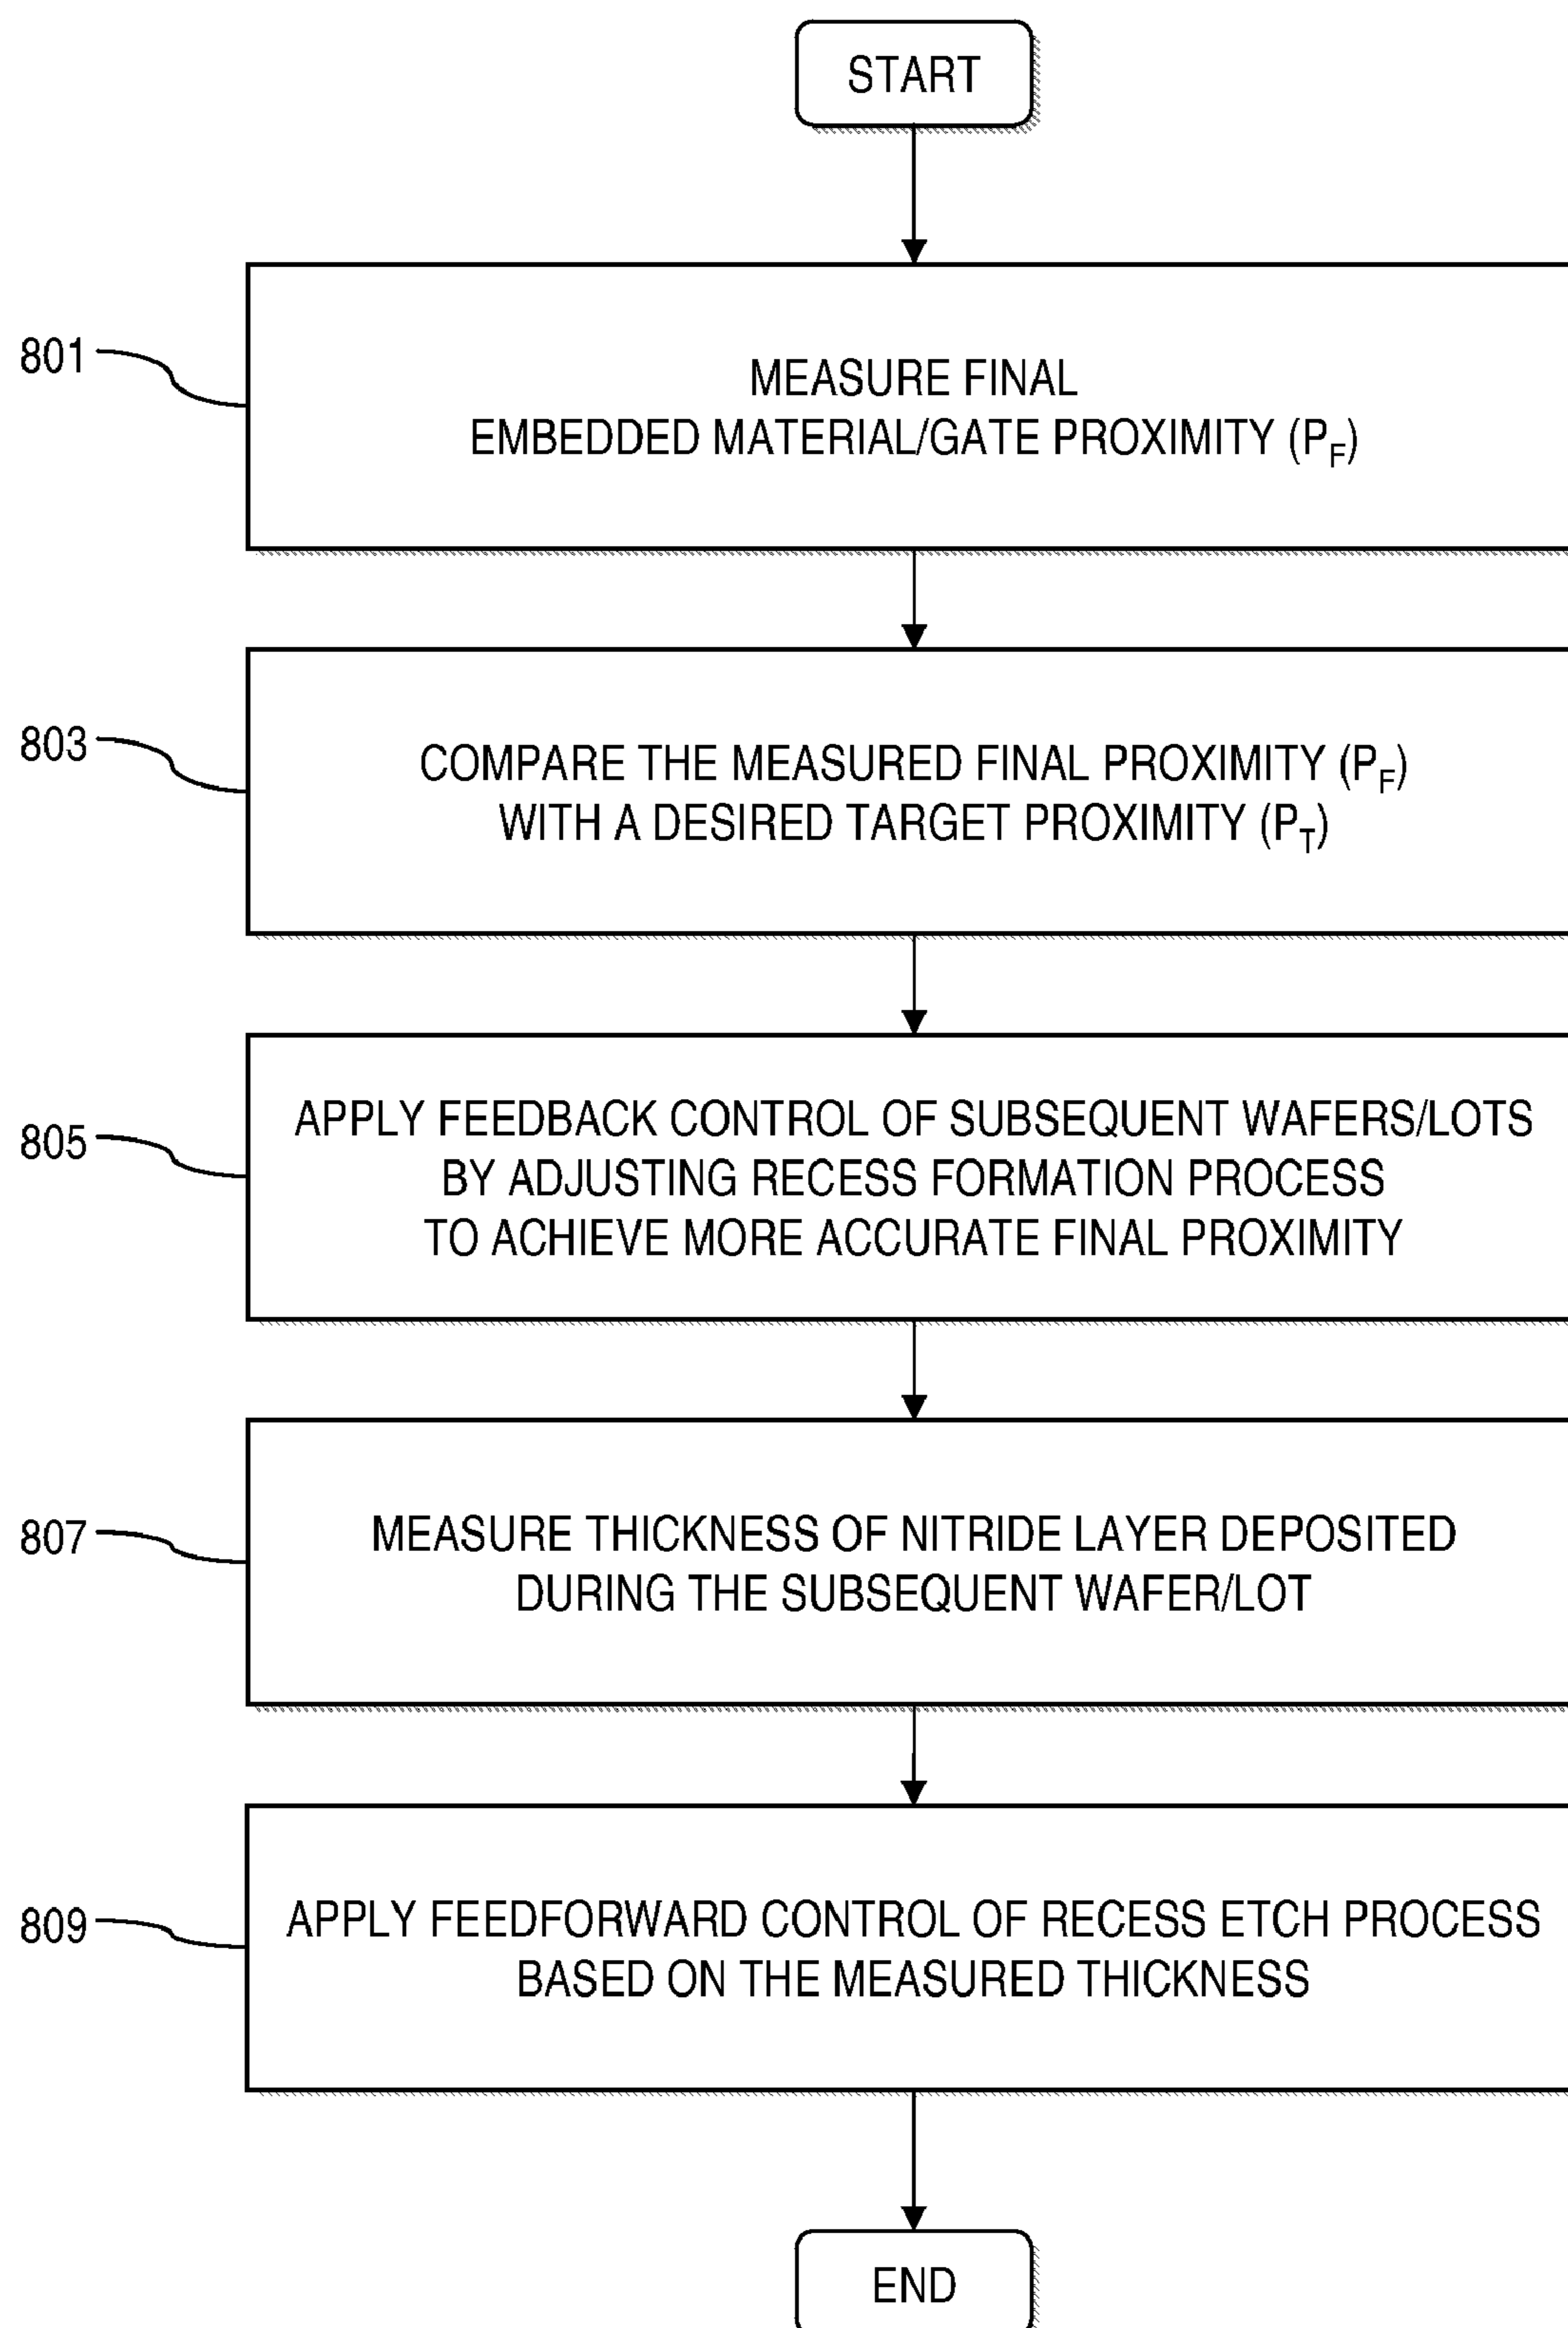 START
801
MEASURE FINAL
EMBEDDED MATERIAL/GATE PROXIMITY (PF)
803
COMPARE THE MEASURED FINAL PROXIMITY (PF)
WITH A DESIRED TARGET PROXIMITY (PT)
805
APPLY FEEDBACK CONTROL OF SUBSEQUENT WAFERS/LOTS
BY ADJUSTING RECESS FORMATION PROCESS
TO ACHIEVE MORE ACCURATE FINAL PROXIMITY
807
MEASURE THICKNESS OF NITRIDE LAYER DEPOSITED
DURING THE SUBSEQUENT WAFER/LOT
809
APPLY FEEDFORWARD CONTROL OF RECESS ETCH PROCESS
BASED ON THE MEASURED THICKNESS
END